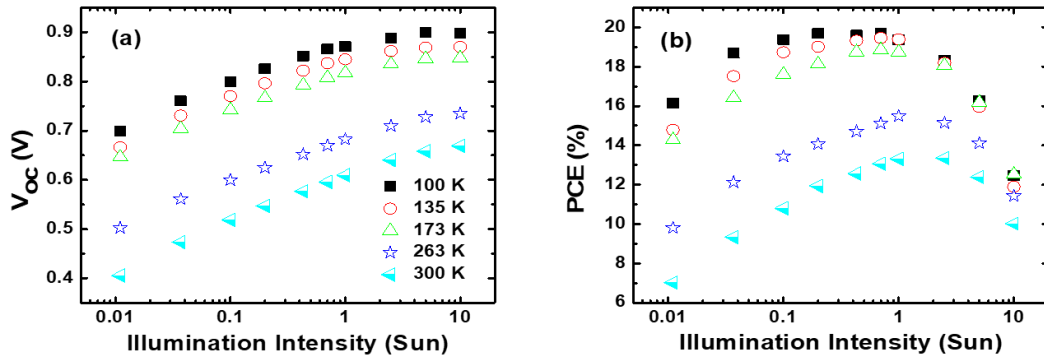 (a)
V_OC (V)
0.9
0.8
0.7
0.6
0.5
0.4
100 K
135 K
173 K
263 K
300 K
0.01 0.1 1 10
Illumination Intensity (Sun)
(b)
PCE (%)
20
18
16
14
12
10
8
6
0.01 0.1 1 10
Illumination Intensity (Sun)